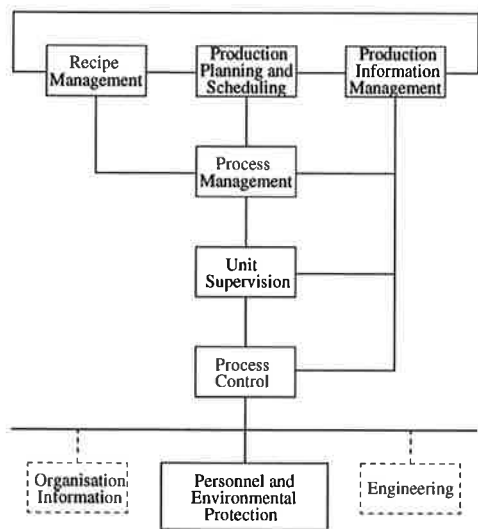 Recipe
Management
Production
Planning and
Scheduling
Production
Information
Management
Process
Management
Unit
Supervision
Process
Control
Organisation
Information
Personnel and
Environmental
Protection
Engineering